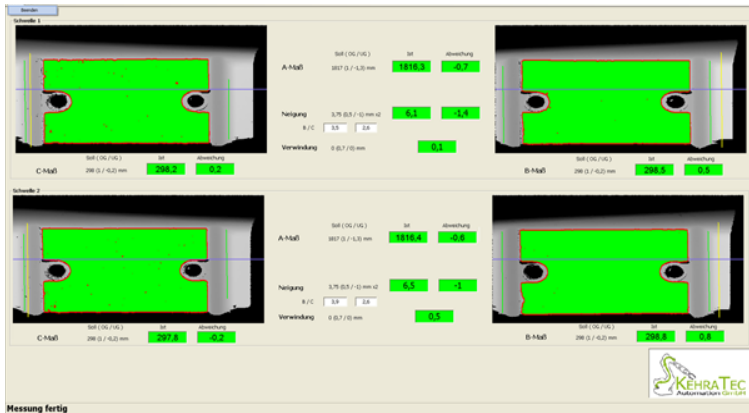 Beenden
Schwelle 1
Soll ( OG / UG ) Ist Abweichung
A-Maß 1817 (1 / -1,3) mm 1816,3 -0,7
Neigung 3,75 (0,5 / -1) mm x2 6,1 -1,4
B / C 3,5 2,6
Verwindung 0 (0,7 / 0) mm 0,1
Soll ( OG / UG ) Ist Abweichung
C-Maß 298 (1 / -0,2) mm 298,2 0,2
Soll ( OG / UG ) Ist Abweichung
B-Maß 298 (1 / -0,2) mm 298,5 0,5
Schwelle 2
Soll ( OG / UG ) Ist Abweichung
A-Maß 1817 (1 / -1,3) mm 1816,4 -0,6
Neigung 3,75 (0,5 / -1) mm x2 6,5 -1
B / C 3,9 2,6
Verwindung 0 (0,7 / 0) mm 0,5
Soll ( OG / UG ) Ist Abweichung
C-Maß 298 (1 / -0,2) mm 297,8 -0,2
Soll ( OG / UG ) Ist Abweichung
B-Maß 298 (1 / -0,2) mm 298,8 0,8
KEHRATEC
Automation GmbH
Messung fertig